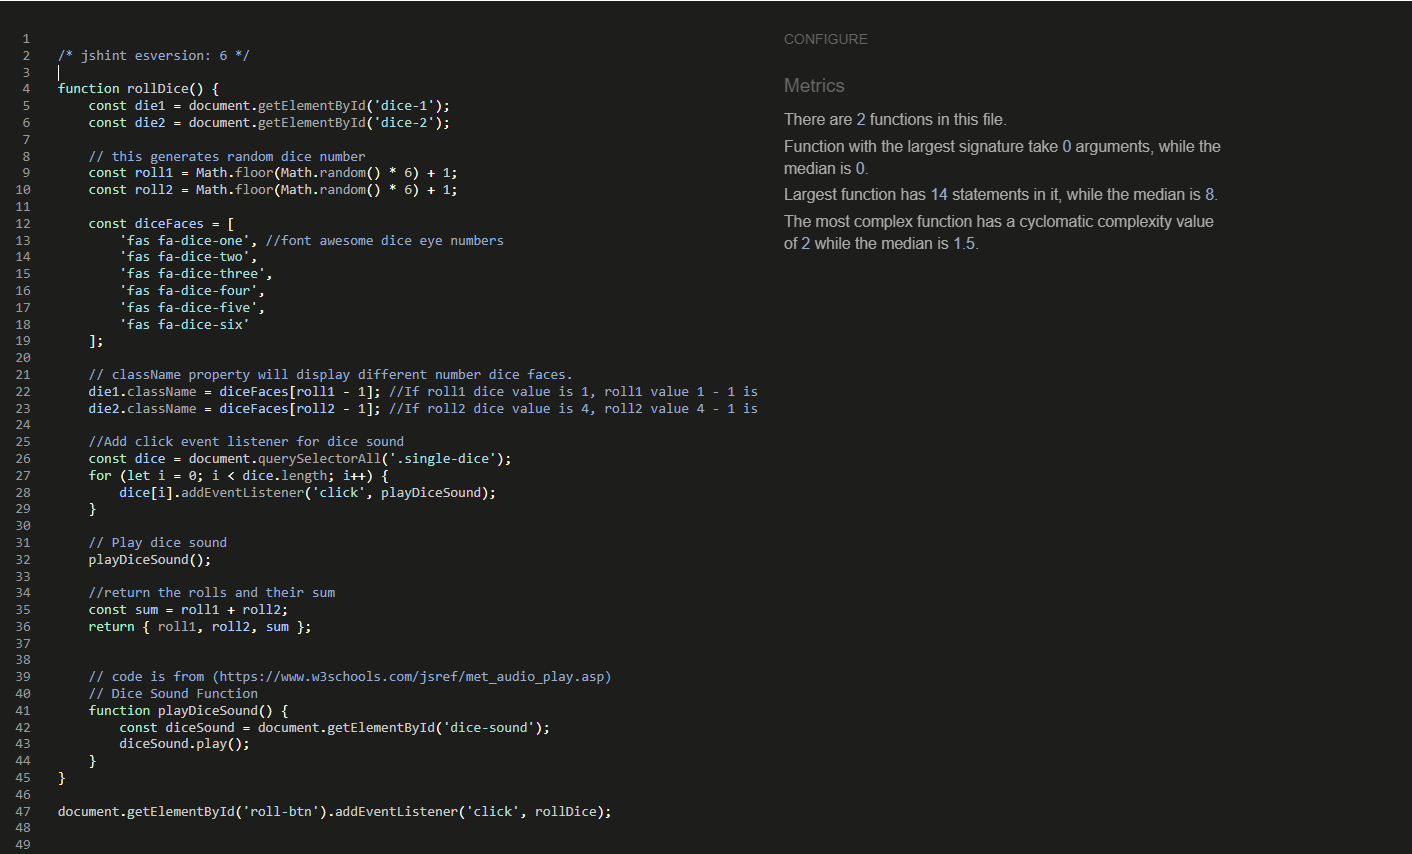 1
2 /* jshint esversion: 6 */
3
4 function rollDice() {
5     const die1 = document.getElementById('dice-1');
6     const die2 = document.getElementById('dice-2');
7
8     // this generates random dice number
9     const roll1 = Math.floor(Math.random() * 6) + 1;
10     const roll2 = Math.floor(Math.random() * 6) + 1;
11
12     const diceFaces = [
13         'fas fa-dice-one', //font awesome dice eye numbers
14         'fas fa-dice-two',
15         'fas fa-dice-three',
16         'fas fa-dice-four',
17         'fas fa-dice-five',
18         'fas fa-dice-six'
19     ];
20
21     // className property will display different number dice faces.
22     die1.className = diceFaces[roll1 - 1]; //If roll1 dice value is 1, roll1 value 1 - 1 is
23     die2.className = diceFaces[roll2 - 1]; //If roll2 dice value is 4, roll2 value 4 - 1 is
24
25     //Add click event listener for dice sound
26     const dice = document.querySelectorAll('.single-dice');
27     for (let i = 0; i < dice.length; i++) {
28         dice[i].addEventListener('click', playDiceSound);
29     }
30
31     // Play dice sound
32     playDiceSound();
33
34     //return the rolls and their sum
35     const sum = roll1 + roll2;
36     return { roll1, roll2, sum };
37
38
39     // code is from (https://www.w3schools.com/jsref/met_audio_play.asp)
40     // Dice Sound Function
41     function playDiceSound() {
42         const diceSound = document.getElementById('dice-sound');
43         diceSound.play();
44     }
45 }
46
47 document.getElementById('roll-btn').addEventListener('click', rollDice);
48
49
CONFIGURE
Metrics
There are 2 functions in this file.
Function with the largest signature take 0 arguments, while the
median is 0.
Largest function has 14 statements in it, while the median is 8.
The most complex function has a cyclomatic complexity value
of 2 while the median is 1.5.